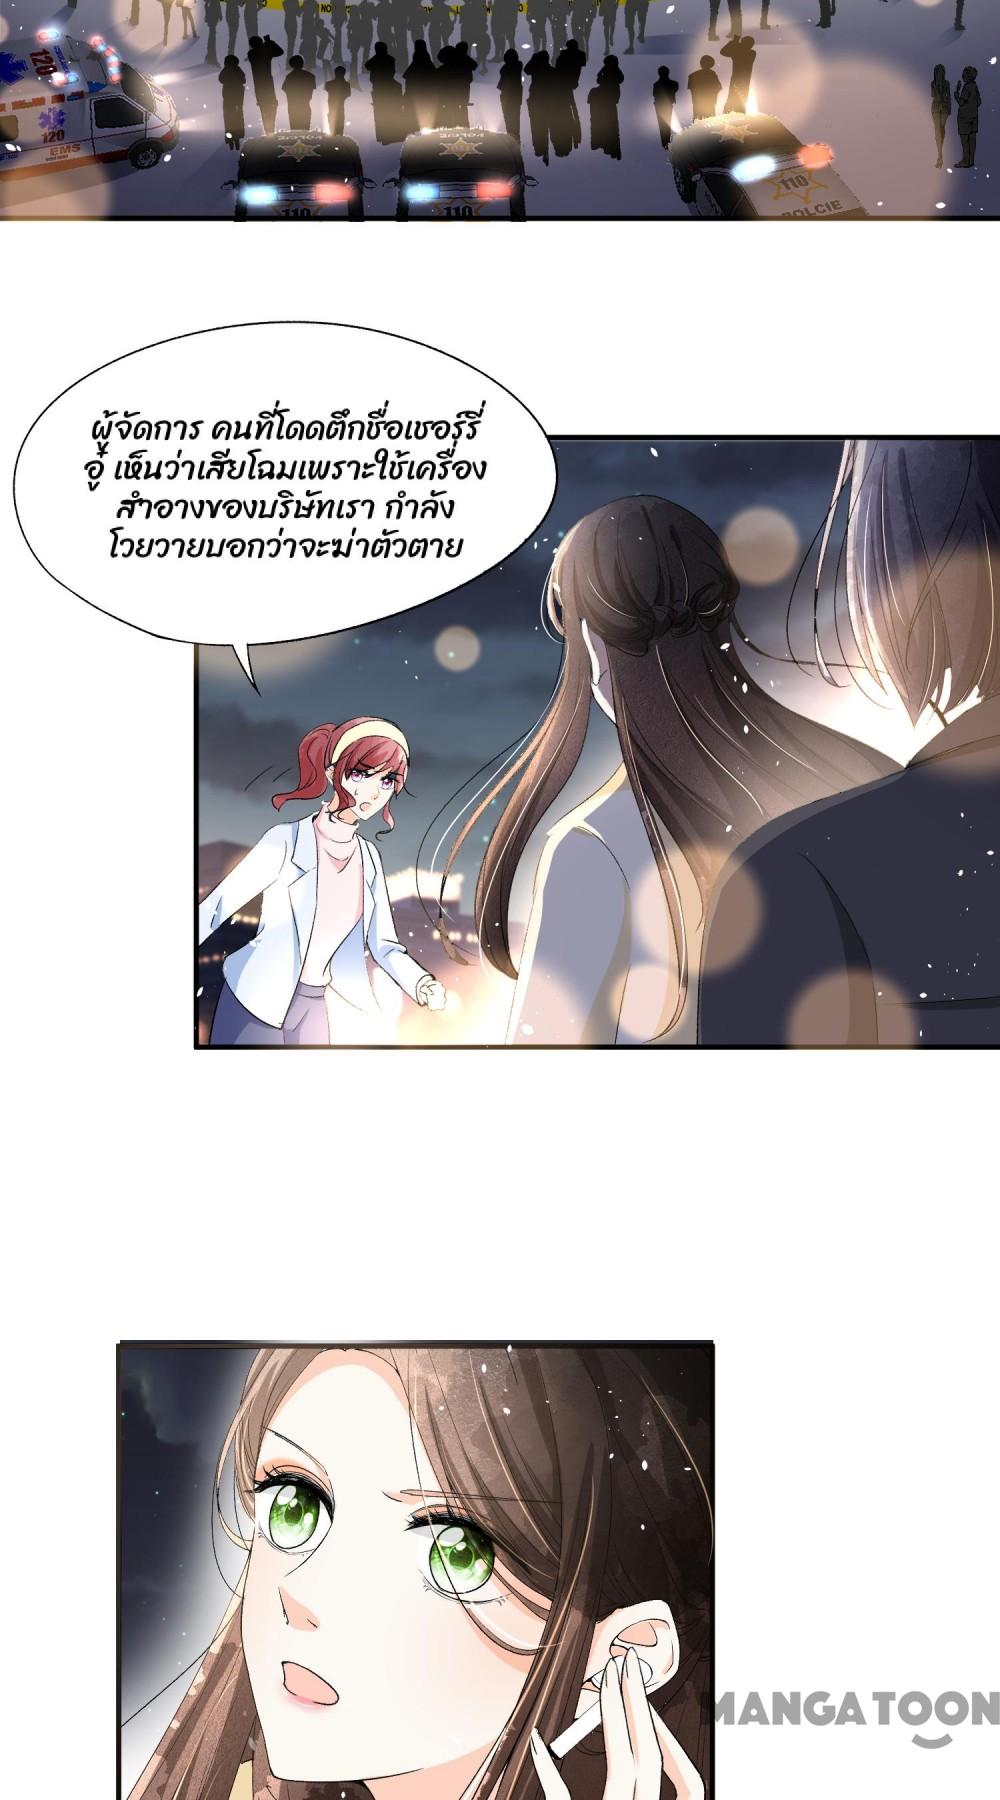 120
120
EMS
POLICE
110
110
110
POLCIE
ผู้จัดการ คนที่โดดตึกชื่อเชอร์รี่
อู๋ เห็นว่าเสียโฉมเพราะใช้เครื่อง
สำอางของบริษัทเรา กำลัง
โวยวายบอกว่าจะฆ่าตัวตาย
MANGATOON